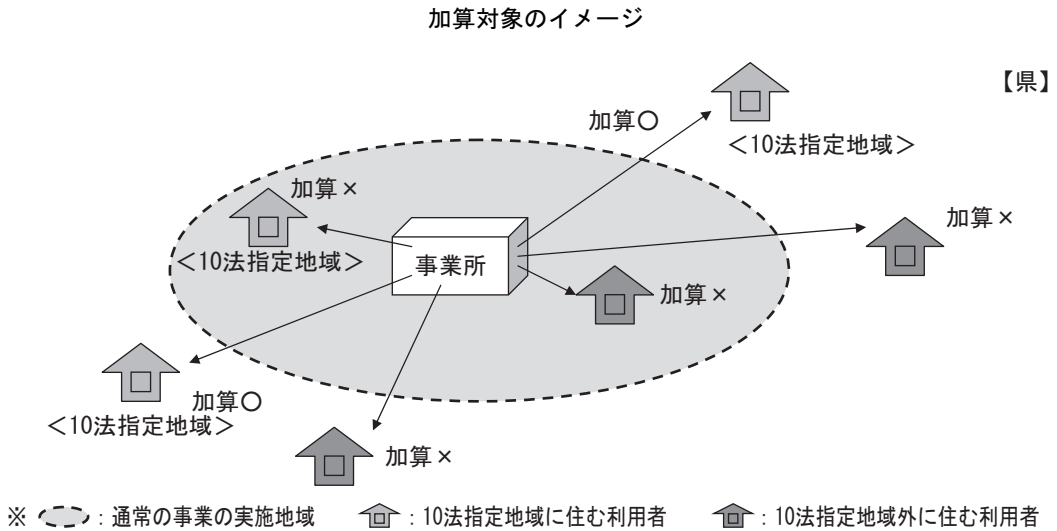 加算対象のイメージ
【県】
加算○
＜10法指定地域＞
加算×
＜10法指定地域＞
事業所
加算×
加算×
加算○
＜10法指定地域＞
加算×
※ ：通常の事業の実施地域 ：10法指定地域に住む利用者 ：10法指定地域外に住む利用者